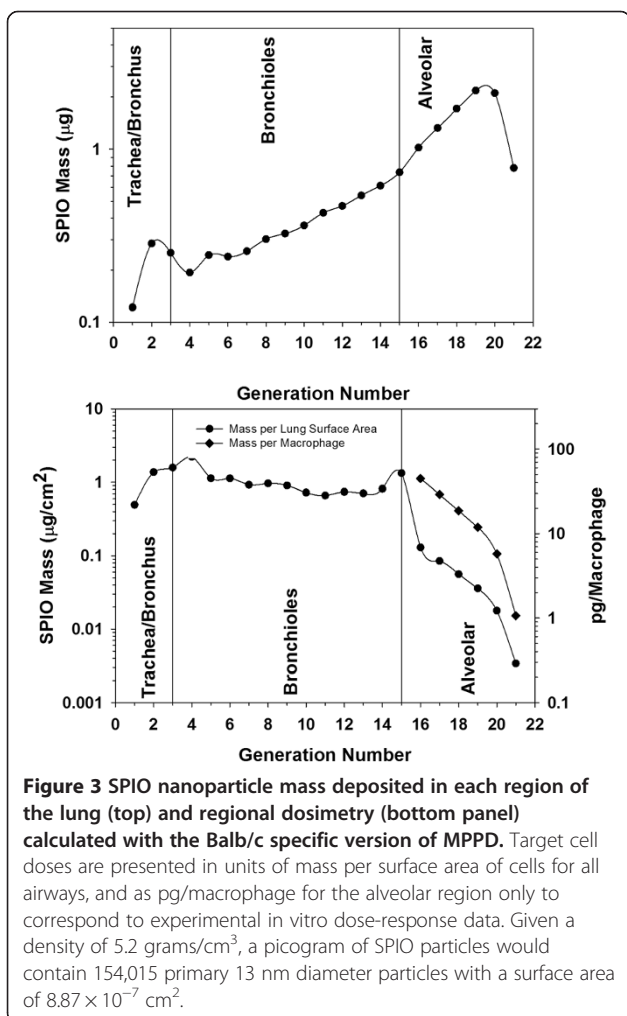 Trachea/Bronchus
Bronchioles
Alveolar
SPIO Mass (µg)
1
0.1
0 2 4 6 8 10 12 14 16 18 20 22
Generation Number
10
1
0.1
0.01
0.001
SPIO Mass (µg/cm²)
Mass per Lung Surface Area
Mass per Macrophage
Trachea/Bronchus
Bronchioles
Alveolar
100
10
1
0.1
pg/Macrophage
0 2 4 6 8 10 12 14 16 18 20 22
Generation Number
Figure 3 SPIO nanoparticle mass deposited in each region of
the lung (top) and regional dosimetry (bottom panel)
calculated with the Balb/c specific version of MPPD. Target cell
doses are presented in units of mass per surface area of cells for all
airways, and as pg/macrophage for the alveolar region only to
correspond to experimental in vitro dose-response data. Given a
density of 5.2 grams/cm³, a picogram of SPIO particles would
contain 154,015 primary 13 nm diameter particles with a surface area
of 8.87 × 10⁻⁷ cm².